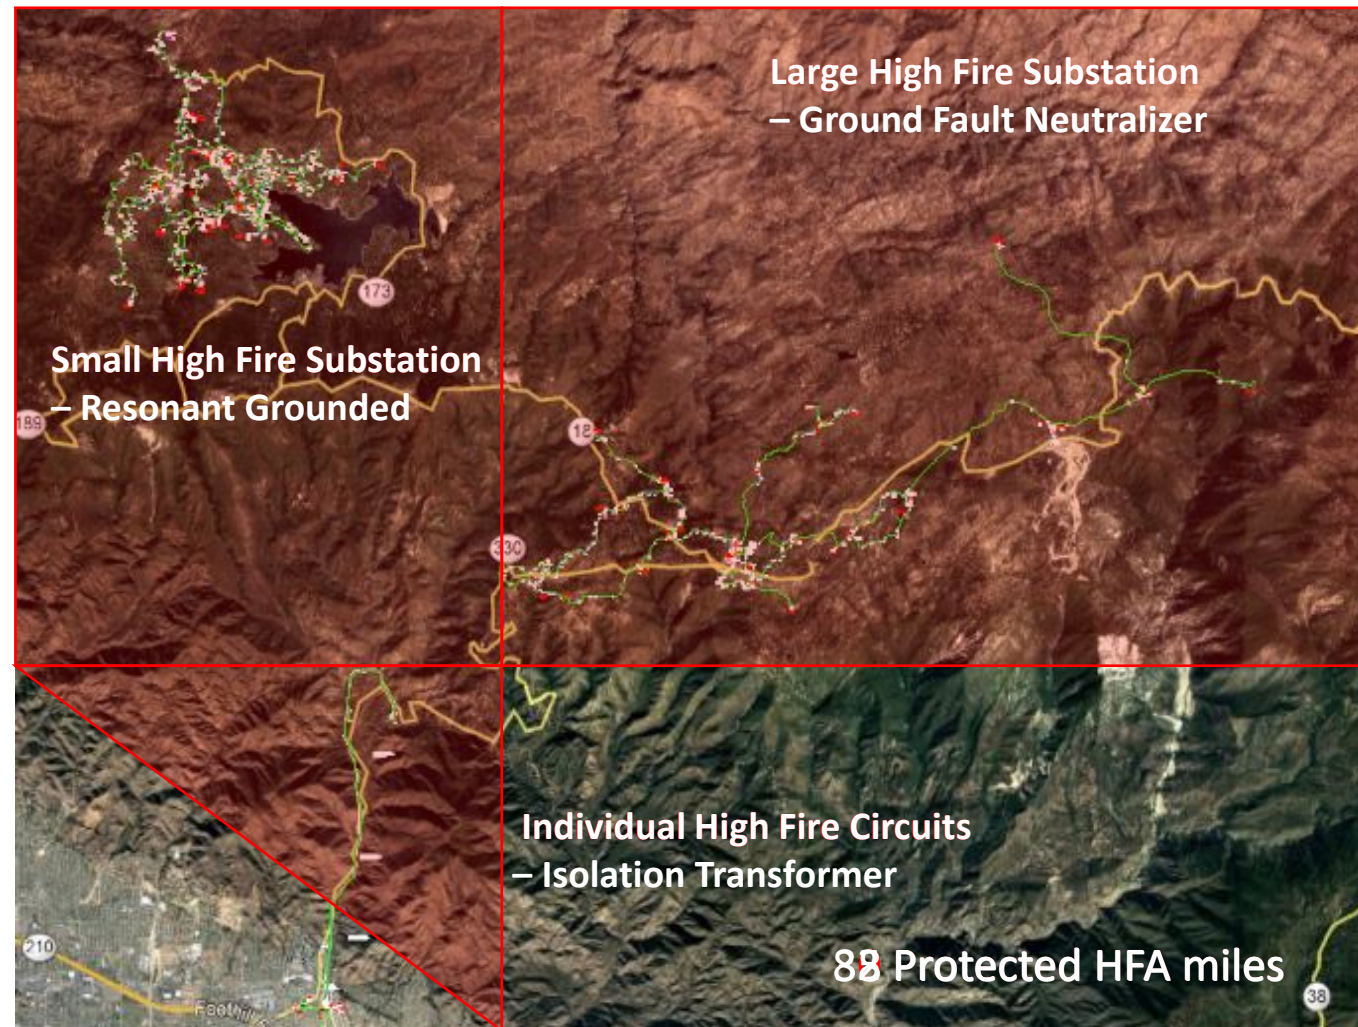 Large High Fire Substation
– Ground Fault Neutralizer
173
Small High Fire Substation
– Resonant Grounded
189
18
330
Individual High Fire Circuits
– Isolation Transformer
210
Protected HFA miles
38
Foothill